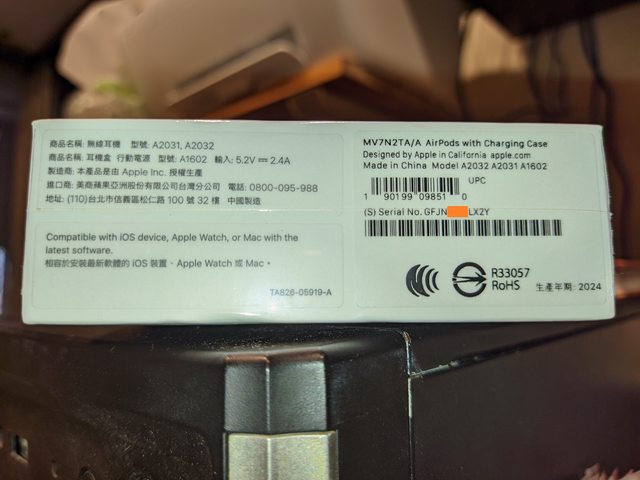 商品名稱: 無線耳機 型號: A2031, A2032
商品名稱: 耳機盒 行動電源 型號: A1602 輸入: 5.2V ⎓ 2.4A
製造商: 本產品是由 Apple Inc. 授權生產
進口商: 美商蘋果亞洲股份有限公司台灣分公司 電話: 0800-095-988
地址: (110)台北市信義區松仁路 100 號 32 樓 中國製造
Compatible with iOS device, Apple Watch, or Mac with the
latest software.
相容於安裝最新軟體的 iOS 裝置、Apple Watch 或 Mac。
TA826-05919-A
MV7N2TA/A AirPods with Charging Case
Designed by Apple in California apple.com
Made in China Model A2032 A2031 A1602
UPC
1 90199 09851 0
(S) Serial No. GFJN LX2Y
R33057
RoHS
生產年期: 2024